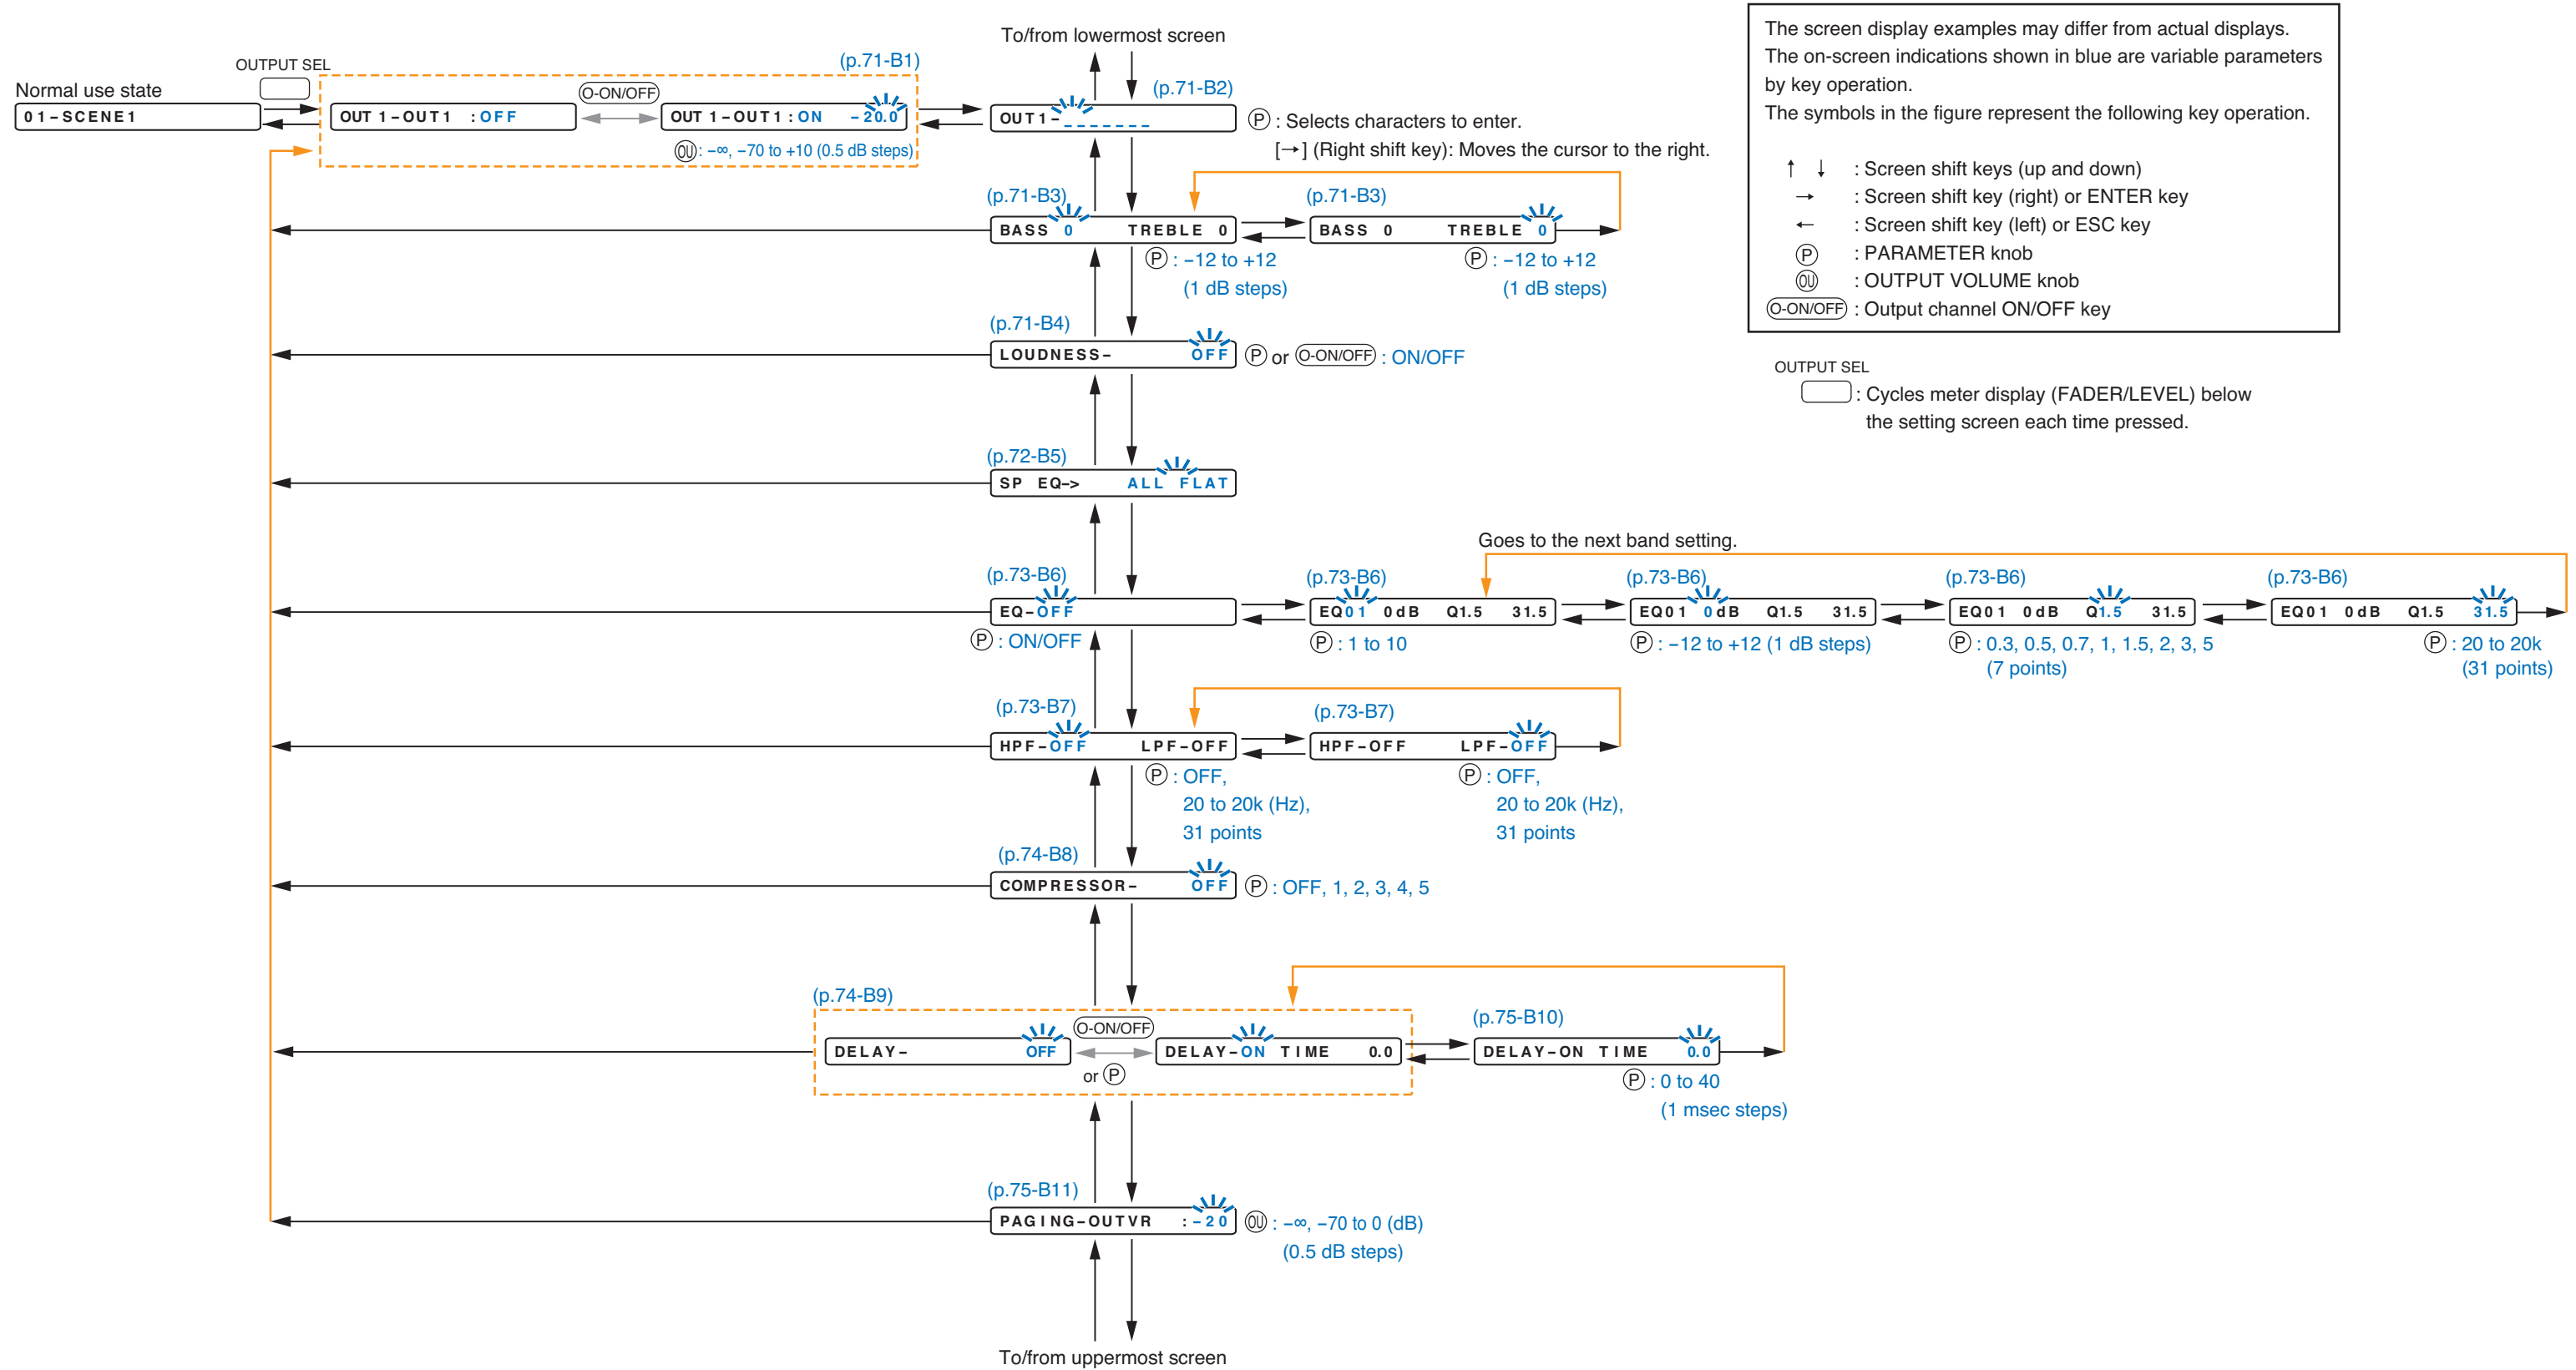 To/from lowermost screen
The screen display examples may differ from actual displays.
The on-screen indications shown in blue are variable parameters
by key operation.
The symbols in the figure represent the following key operation.
↑ ↓ : Screen shift keys (up and down)
→ : Screen shift key (right) or ENTER key
← : Screen shift key (left) or ESC key
P : PARAMETER knob
OU : OUTPUT VOLUME knob
O-ON/OFF : Output channel ON/OFF key
OUTPUT SEL
: Cycles meter display (FADER/LEVEL) below
the setting screen each time pressed.
OUTPUT SEL
(p.71-B1)
Normal use state
01-SCENE1
OUT 1-OUT1 :OFF
O-ON/OFF
OUT 1-OUT1:ON -20.0
OU: -∞, -70 to +10 (0.5 dB steps)
(p.71-B2)
OUT1-_______
P : Selects characters to enter.
[→] (Right shift key): Moves the cursor to the right.
(p.71-B3)
BASS 0 TREBLE 0
P : -12 to +12
(1 dB steps)
(p.71-B3)
BASS 0 TREBLE 0
P : -12 to +12
(1 dB steps)
(p.71-B4)
LOUDNESS- OFF
P or O-ON/OFF : ON/OFF
(p.72-B5)
SP EQ-> ALL FLAT
Goes to the next band setting.
(p.73-B6)
EQ-OFF
P : ON/OFF
(p.73-B6)
EQ01 0dB Q1.5 31.5
P : 1 to 10
(p.73-B6)
EQ01 0dB Q1.5 31.5
P : -12 to +12 (1 dB steps)
(p.73-B6)
EQ01 0dB Q1.5 31.5
P : 0.3, 0.5, 0.7, 1, 1.5, 2, 3, 5
(7 points)
(p.73-B6)
EQ01 0dB Q1.5 31.5
P : 20 to 20k
(31 points)
(p.73-B7)
HPF-OFF LPF-OFF
P : OFF,
20 to 20k (Hz),
31 points
(p.73-B7)
HPF-OFF LPF-OFF
P : OFF,
20 to 20k (Hz),
31 points
(p.74-B8)
COMPRESSOR- OFF
P : OFF, 1, 2, 3, 4, 5
(p.74-B9)
DELAY- OFF
O-ON/OFF
or P
DELAY-ON TIME 0.0
(p.75-B10)
DELAY-ON TIME 0.0
P : 0 to 40
(1 msec steps)
(p.75-B11)
PAGING-OUTVR :-20
OU : -∞, -70 to 0 (dB)
(0.5 dB steps)
To/from uppermost screen